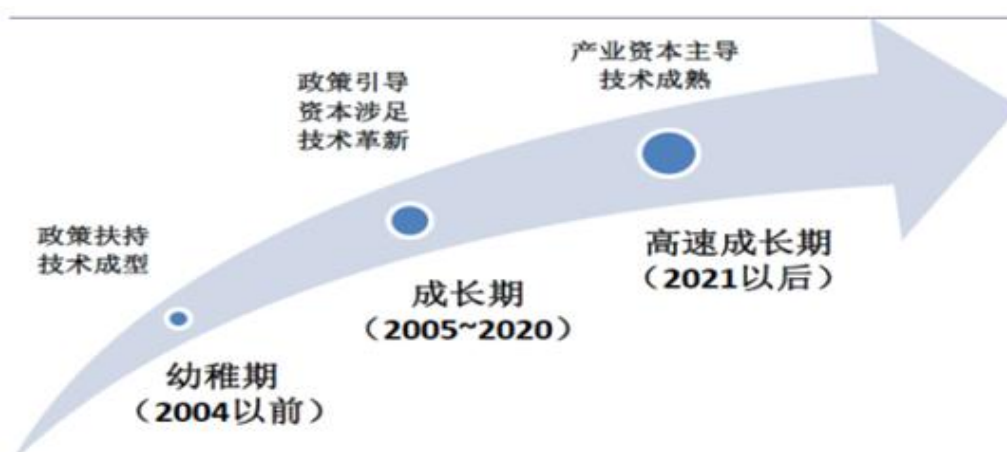 产业资本主导
技术成熟
政策引导
资本涉足
技术革新
政策扶持
技术成型
高速成长期
（2021以后）
成长期
（2005~2020）
幼稚期
（2004以前）